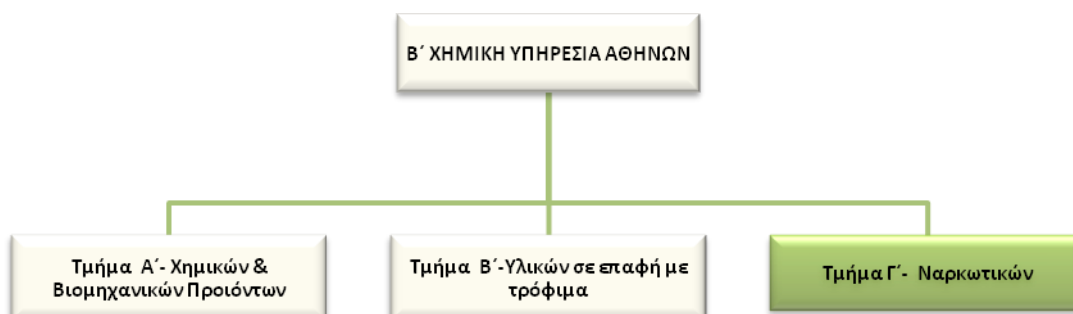 Β΄ ΧΗΜΙΚΗ ΥΠΗΡΕΣΙΑ ΑΘΗΝΩΝ
Τμήμα Α΄- Χημικών &
Βιομηχανικών Προιόντων
Τμήμα Β΄-Υλικών σε επαφή με
τρόφιμα
Τμήμα Γ΄- Ναρκωτικών